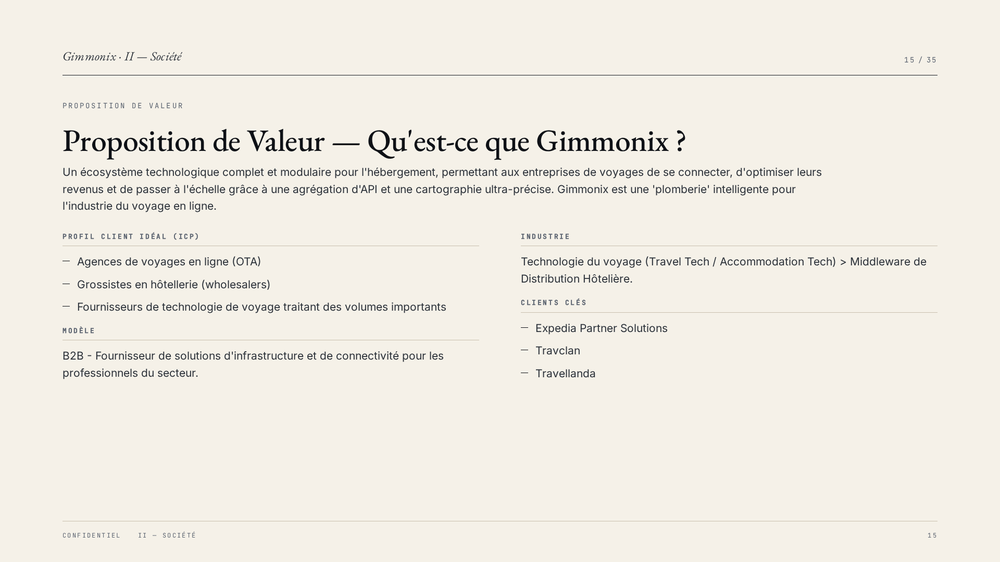 Gimmonix · II — Société
15 / 35
PROPOSITION DE VALEUR
Proposition de Valeur — Qu'est-ce que Gimmonix ?
Un écosystème technologique complet et modulaire pour l'hébergement, permettant aux entreprises de voyages de se connecter, d'optimiser leurs
revenus et de passer à l'échelle grâce à une agrégation d'API et une cartographie ultra-précise. Gimmonix est une 'plomberie' intelligente pour
l'industrie du voyage en ligne.
PROFIL CLIENT IDÉAL (ICP)
— Agences de voyages en ligne (OTA)
— Grossistes en hôtellerie (wholesalers)
— Fournisseurs de technologie de voyage traitant des volumes importants
MODÈLE
B2B - Fournisseur de solutions d'infrastructure et de connectivité pour les
professionnels du secteur.
INDUSTRIE
Technologie du voyage (Travel Tech / Accommodation Tech) > Middleware de
Distribution Hôtelière.
CLIENTS CLÉS
— Expedia Partner Solutions
— Travclan
— Travellanda
CONFIDENTIEL II — SOCIÉTÉ
15